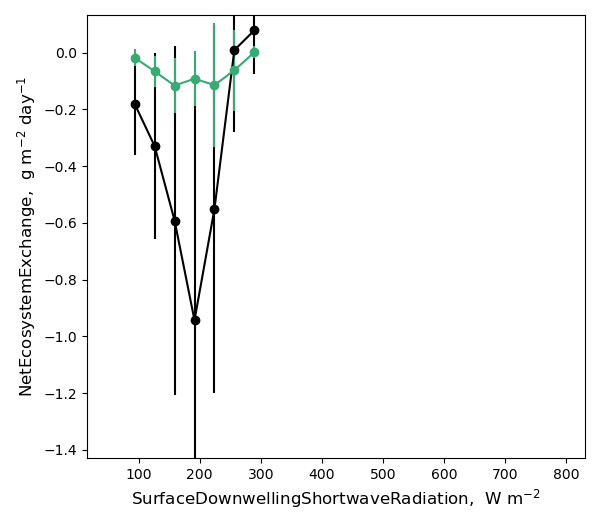 0.0
−0.2
−0.4
−0.6
−0.8
−1.0
−1.2
−1.4
NetEcosystemExchange, g m⁻² day⁻¹
100 200 300 400 500 600 700 800
SurfaceDownwellingShortwaveRadiation, W m⁻²